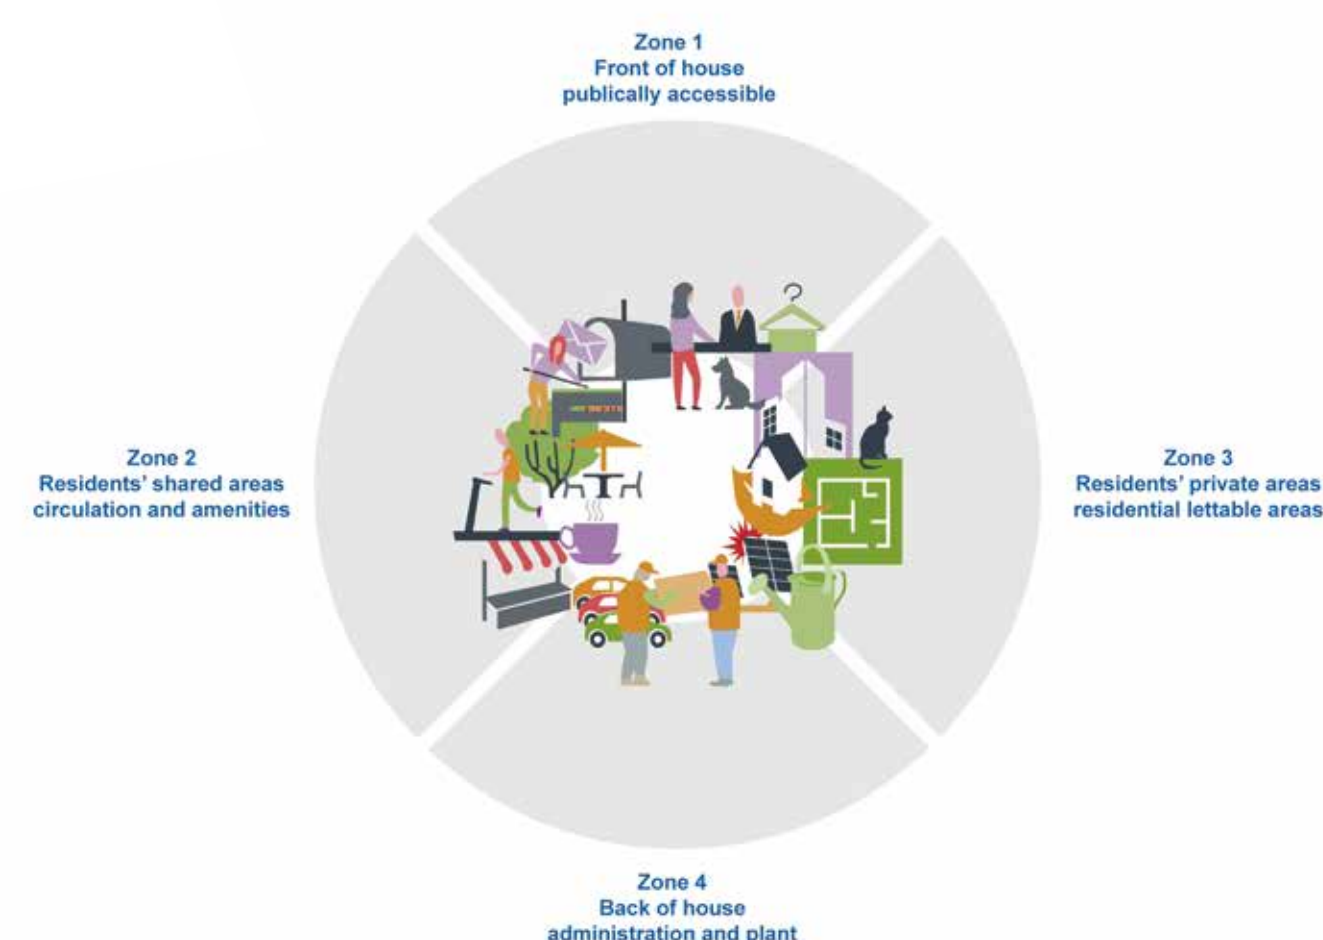 Zone 1
Front of house
publically accessible
Zone 2
Residents' shared areas
circulation and amenities
Zone 3
Residents' private areas
residential lettable areas
Zone 4
Back of house
administration and plant